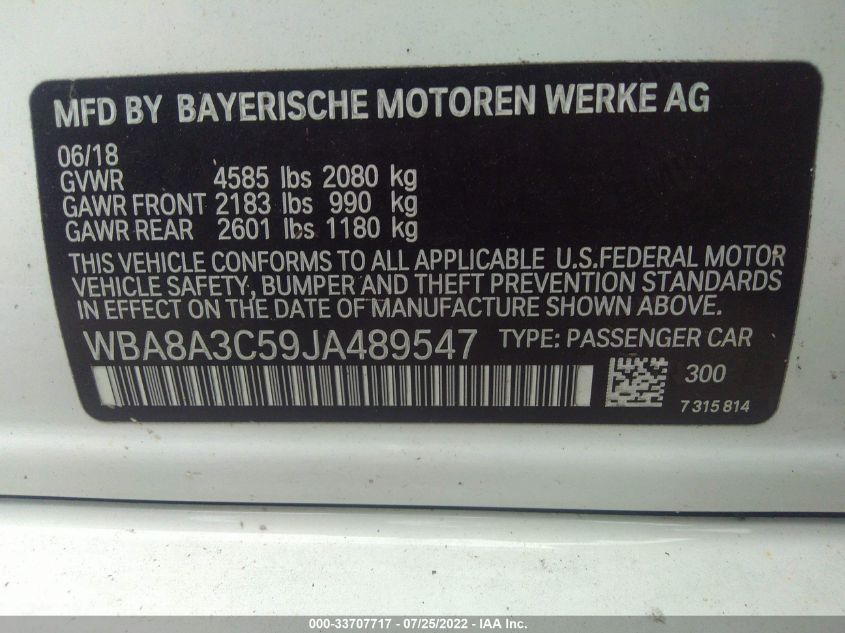 MFD BY BAYERISCHE MOTOREN WERKE AG
06/18
GVWR 4585 lbs 2080 kg
GAWR FRONT 2183 lbs 990 kg
GAWR REAR 2601 lbs 1180 kg
THIS VEHICLE CONFORMS TO ALL APPLICABLE U.S.FEDERAL MOTOR
VEHICLE SAFETY, BUMPER AND THEFT PREVENTION STANDARDS
IN EFFECT ON THE DATE OF MANUFACTURE SHOWN ABOVE.
WBA8A3C59JA489547 TYPE: PASSENGER CAR
300
7 315 814
000-33707717 - 07/25/2022 - IAA Inc.